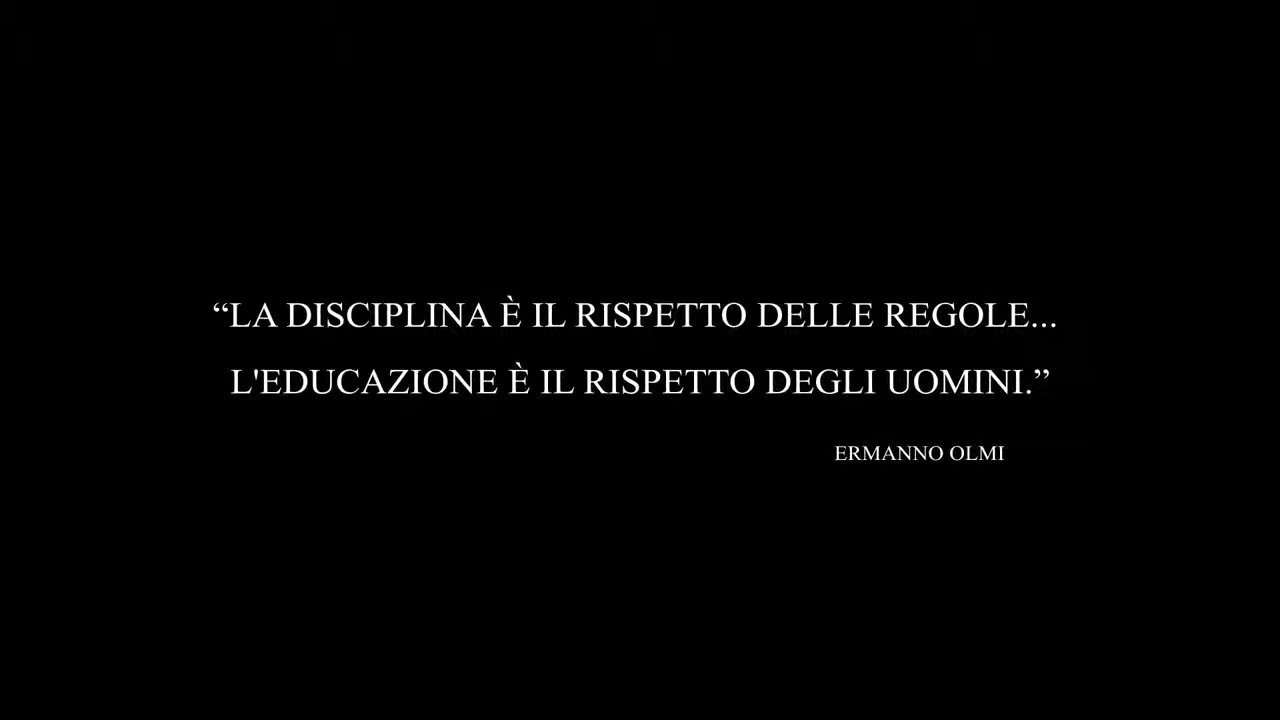 “LA DISCIPLINA È IL RISPETTO DELLE REGOLE...
L'EDUCAZIONE È IL RISPETTO DEGLI UOMINI.”
ERMANNO OLMI